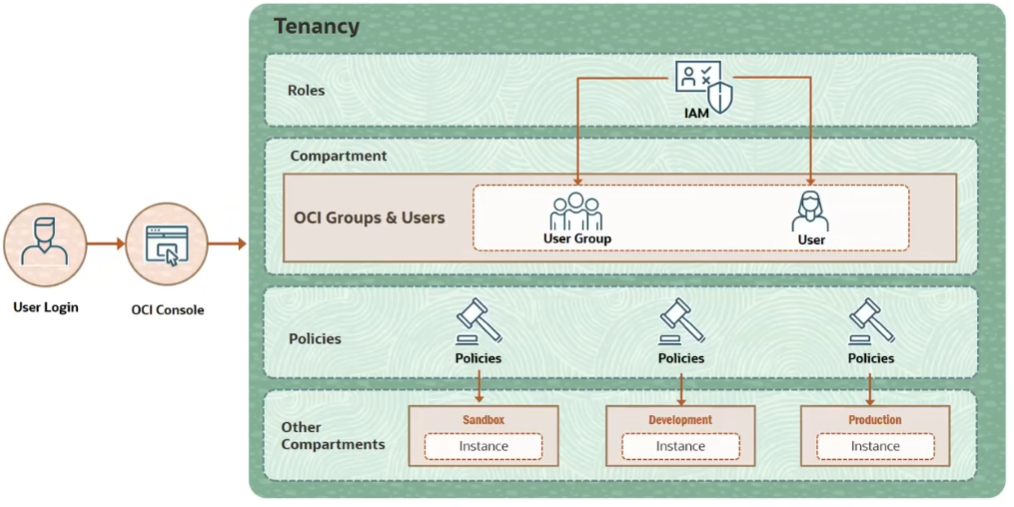 Tenancy
Roles
IAM
Compartment
OCI Groups & Users
User Group
User
User Login
OCI Console
Policies
Policies
Policies
Policies
Other
Compartments
Sandbox
Instance
Development
Instance
Production
Instance